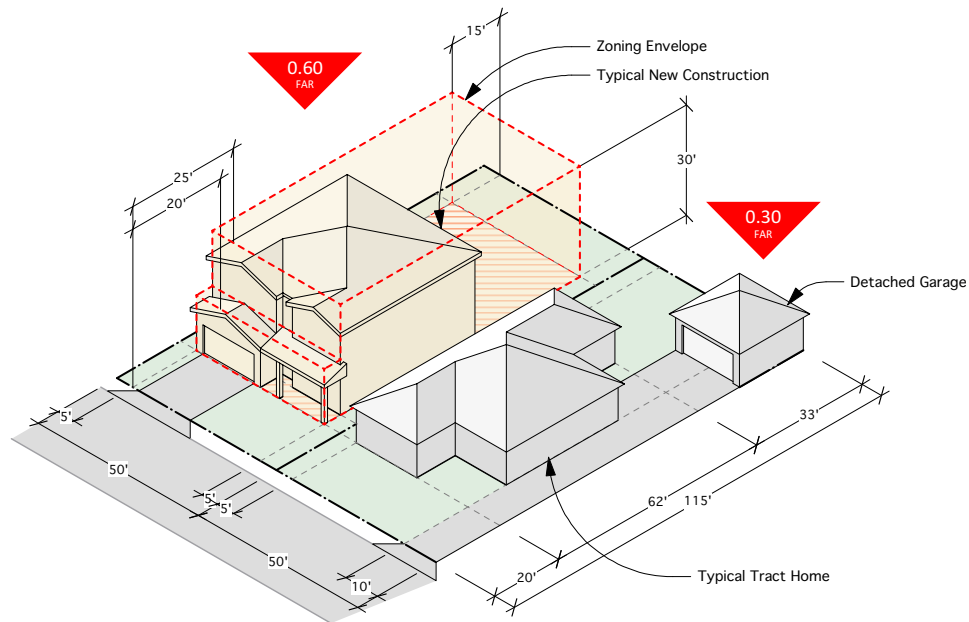 15'
Zoning Envelope
0.60
FAR
Typical New Construction
25'
30'
20'
0.30
FAR
Detached Garage
5'
33'
50'
5'
62'
115'
5'
50'
20'
10'
Typical Tract Home